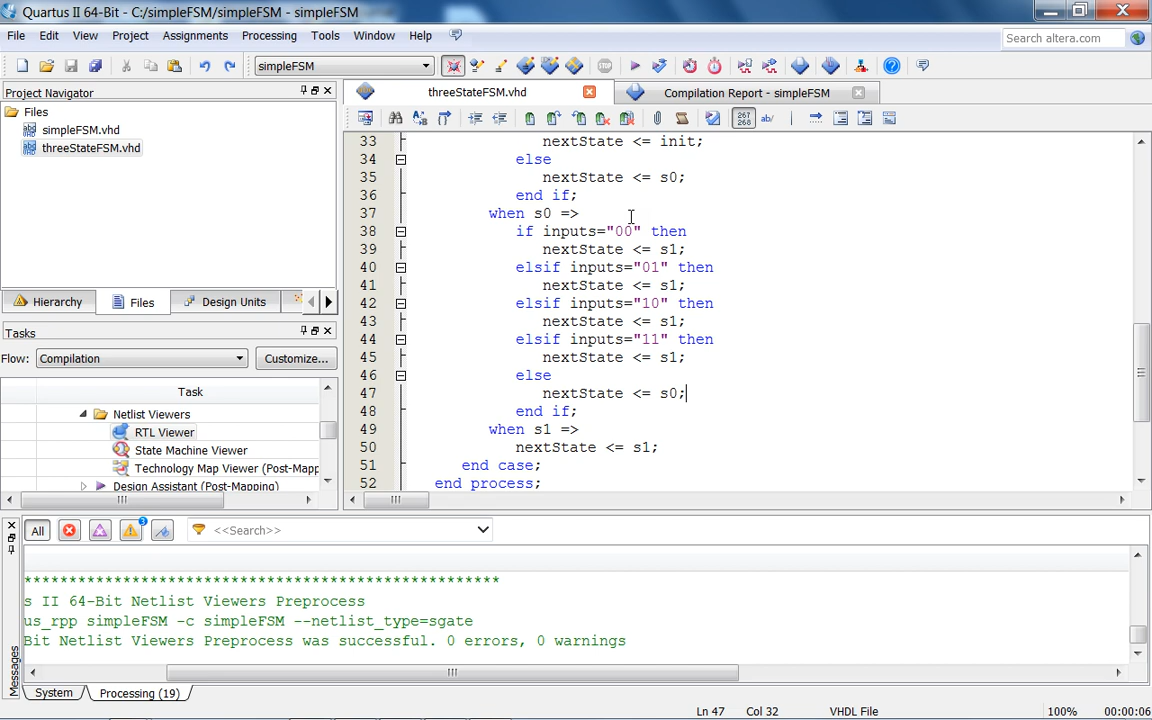 Quartus II 64-Bit - C:/simpleFSM/simpleFSM - simpleFSM
File Edit View Project Assignments Processing Tools Window Help
Search altera.com
simpleFSM
Project Navigator
threeStateFSM.vhd
Compilation Report - simpleFSM
Files
simpleFSM.vhd
threeStateFSM.vhd
267
268
ab/
33 nextState <= init;
34 else
35 nextState <= s0;
36 end if;
37 when s0 =>
38 if inputs="00" then
39 nextState <= s1;
40 elsif inputs="01" then
41 nextState <= s1;
42 elsif inputs="10" then
43 nextState <= s1;
44 elsif inputs="11" then
45 nextState <= s1;
46 else
47 nextState <= s0;
48 end if;
49 when s1 =>
50 nextState <= s1;
51 end case;
52 end process;
Hierarchy Files Design Units
Tasks
Flow: Compilation Customize...
Task
Netlist Viewers
RTL Viewer
State Machine Viewer
Technology Map Viewer (Post-Mapp
Design Assistant (Post-Mapping)
All 3 <<Search>>
*****************************************************
s II 64-Bit Netlist Viewers Preprocess
us_rpp simpleFSM -c simpleFSM --netlist_type=sgate
Bit Netlist Viewers Preprocess was successful. 0 errors, 0 warnings
Messages
System Processing (19)
Ln 47 Col 32 VHDL File 100% 00:00:06